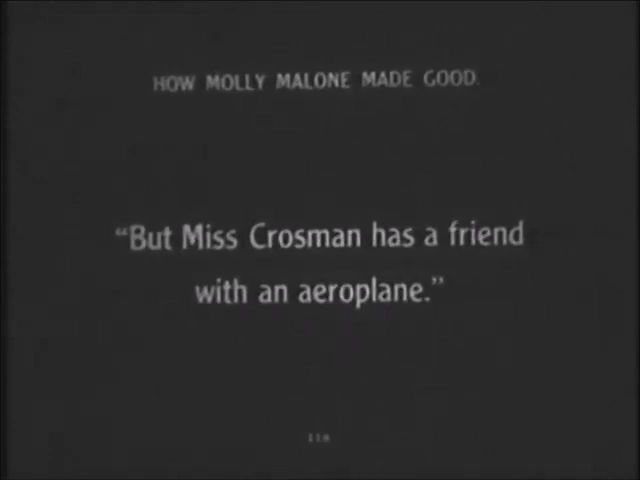 HOW MOLLY MALONE MADE GOOD.
“But Miss Crosman has a friend
with an aeroplane.”